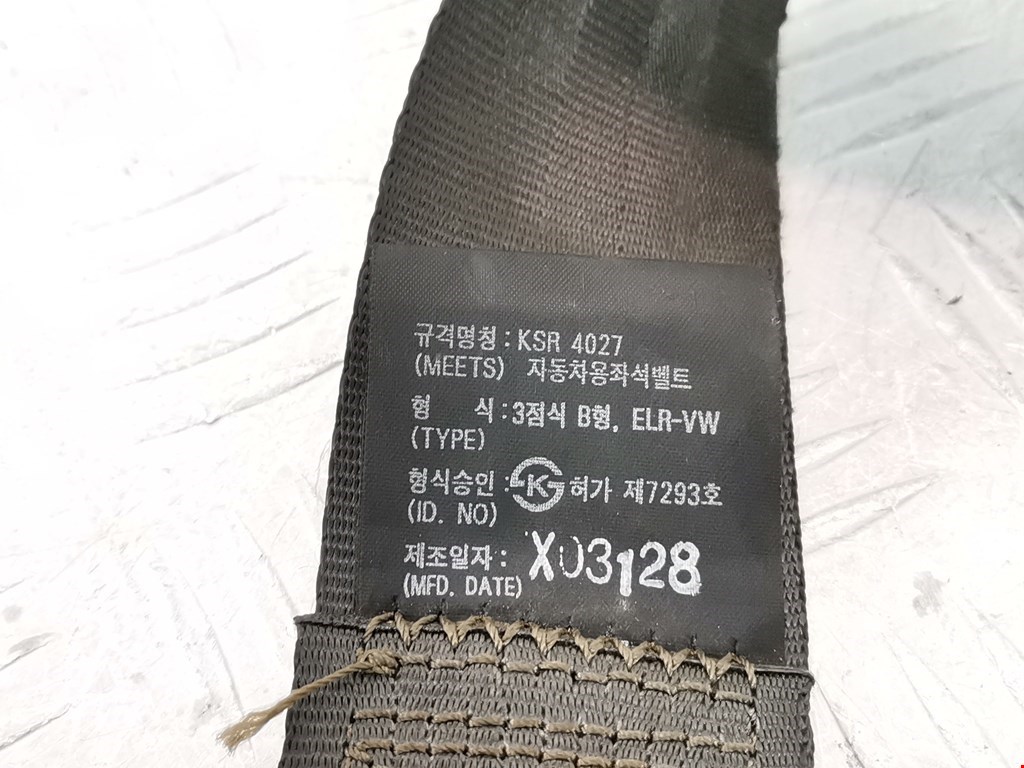 규격명칭 : KSR 4027
(MEETS) 자동차용좌석벨트
형 식 : 3점식 B형, ELR-VW
(TYPE)
형식승인 : K 허가 제7293호
(ID. NO)
제조일자 : X03128
(MFD. DATE)